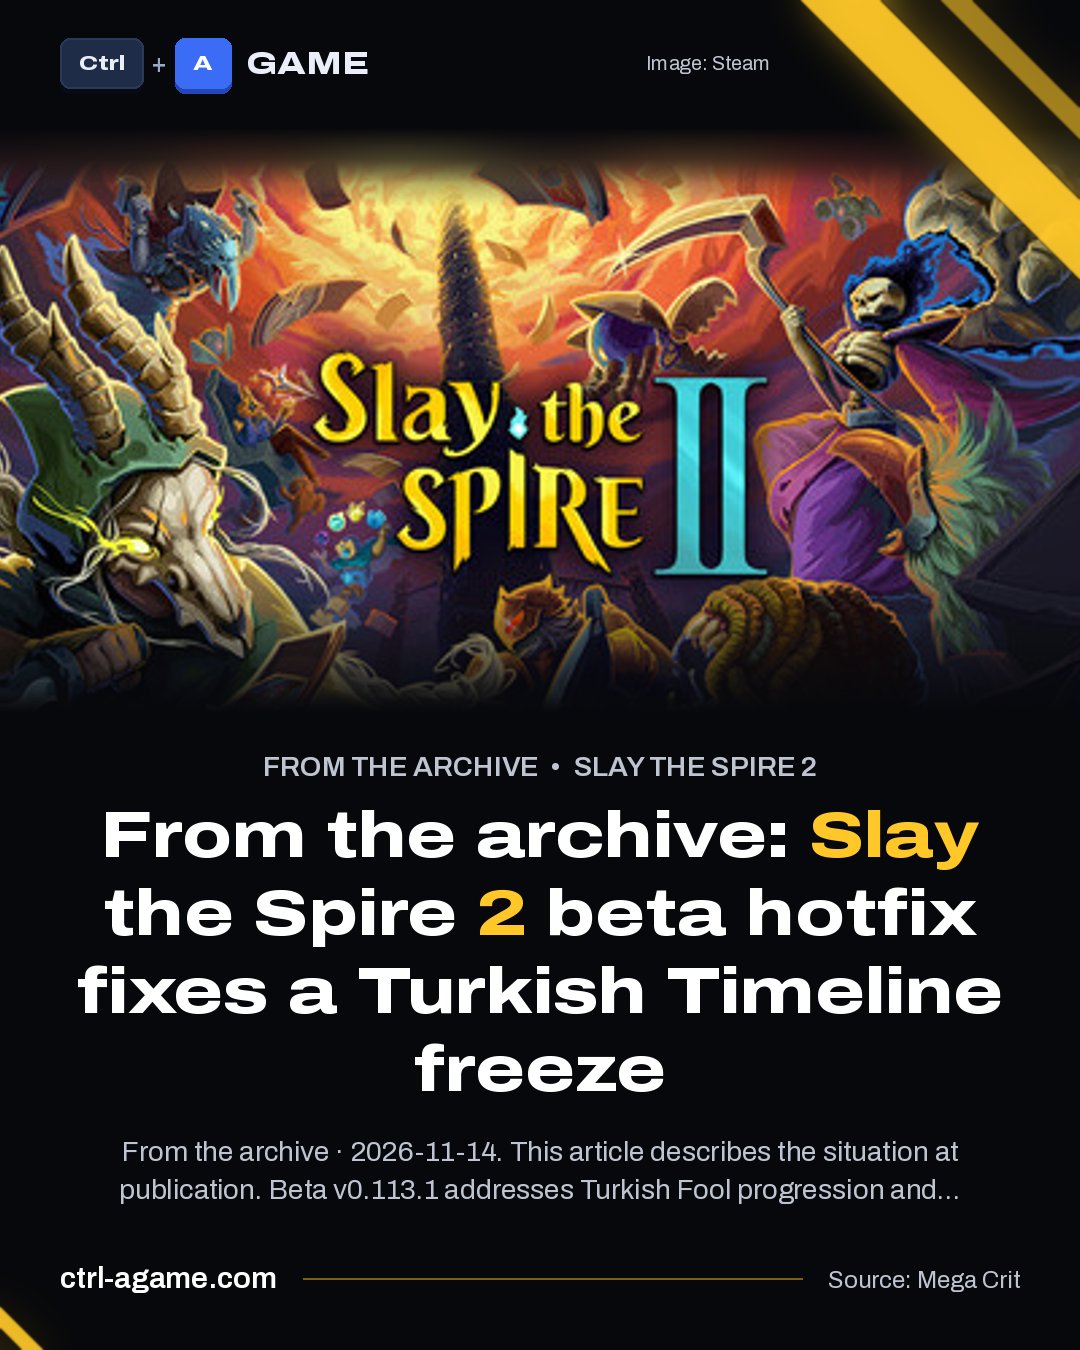 Ctrl + A GAME
Image: Steam
Slay the
SPIRE II
FROM THE ARCHIVE • SLAY THE SPIRE 2
From the archive: Slay
the Spire 2 beta hotfix
fixes a Turkish Timeline
freeze
From the archive · 2026-11-14. This article describes the situation at
publication. Beta v0.113.1 addresses Turkish Fool progression and...
ctrl-agame.com
Source: Mega Crit